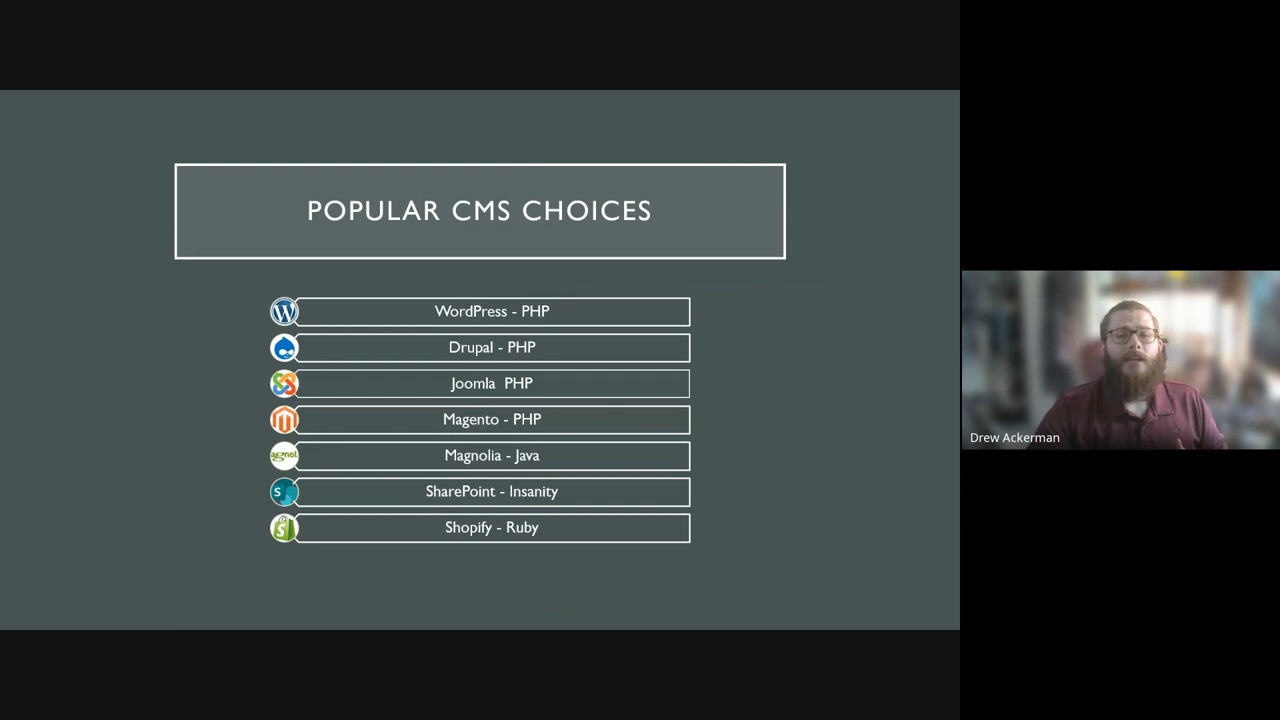 POPULAR CMS CHOICES
WordPress - PHP
Drupal - PHP
Joomla  PHP
Magento - PHP
agnol
Magnolia - Java
SharePoint - Insanity
Shopify - Ruby
Drew Ackerman